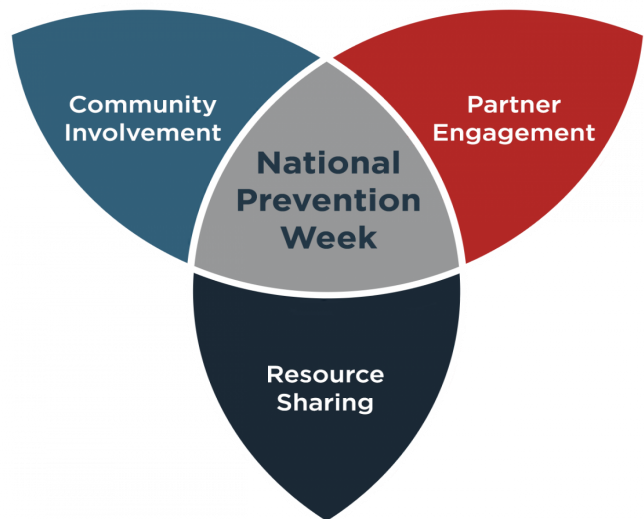 Community
Involvement
Partner
Engagement
National
Prevention
Week
Resource
Sharing